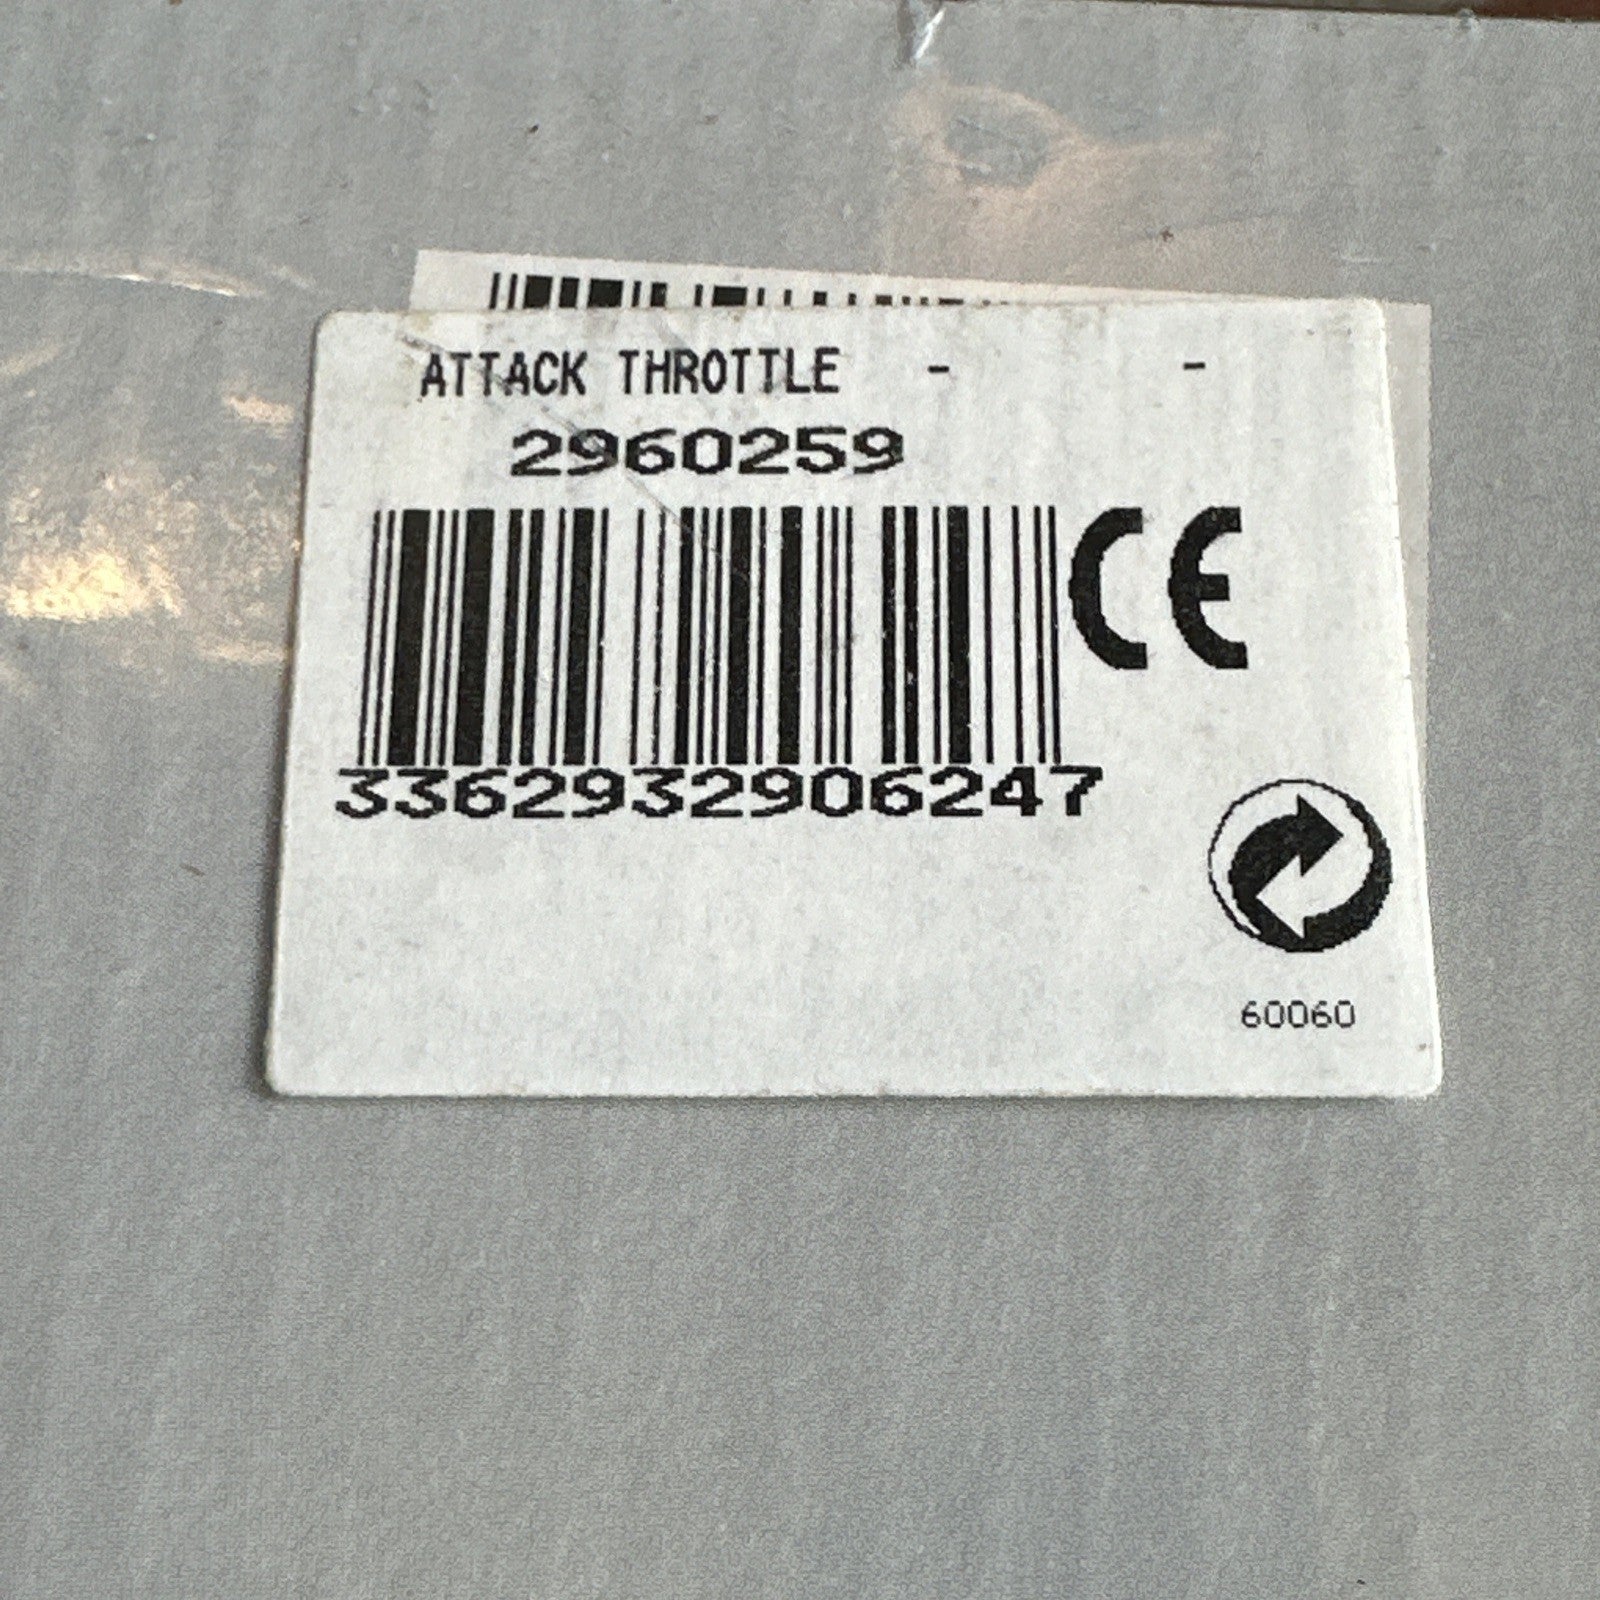 ATTACK THROTTLE - -
2960259
CE
3362932906247
60060